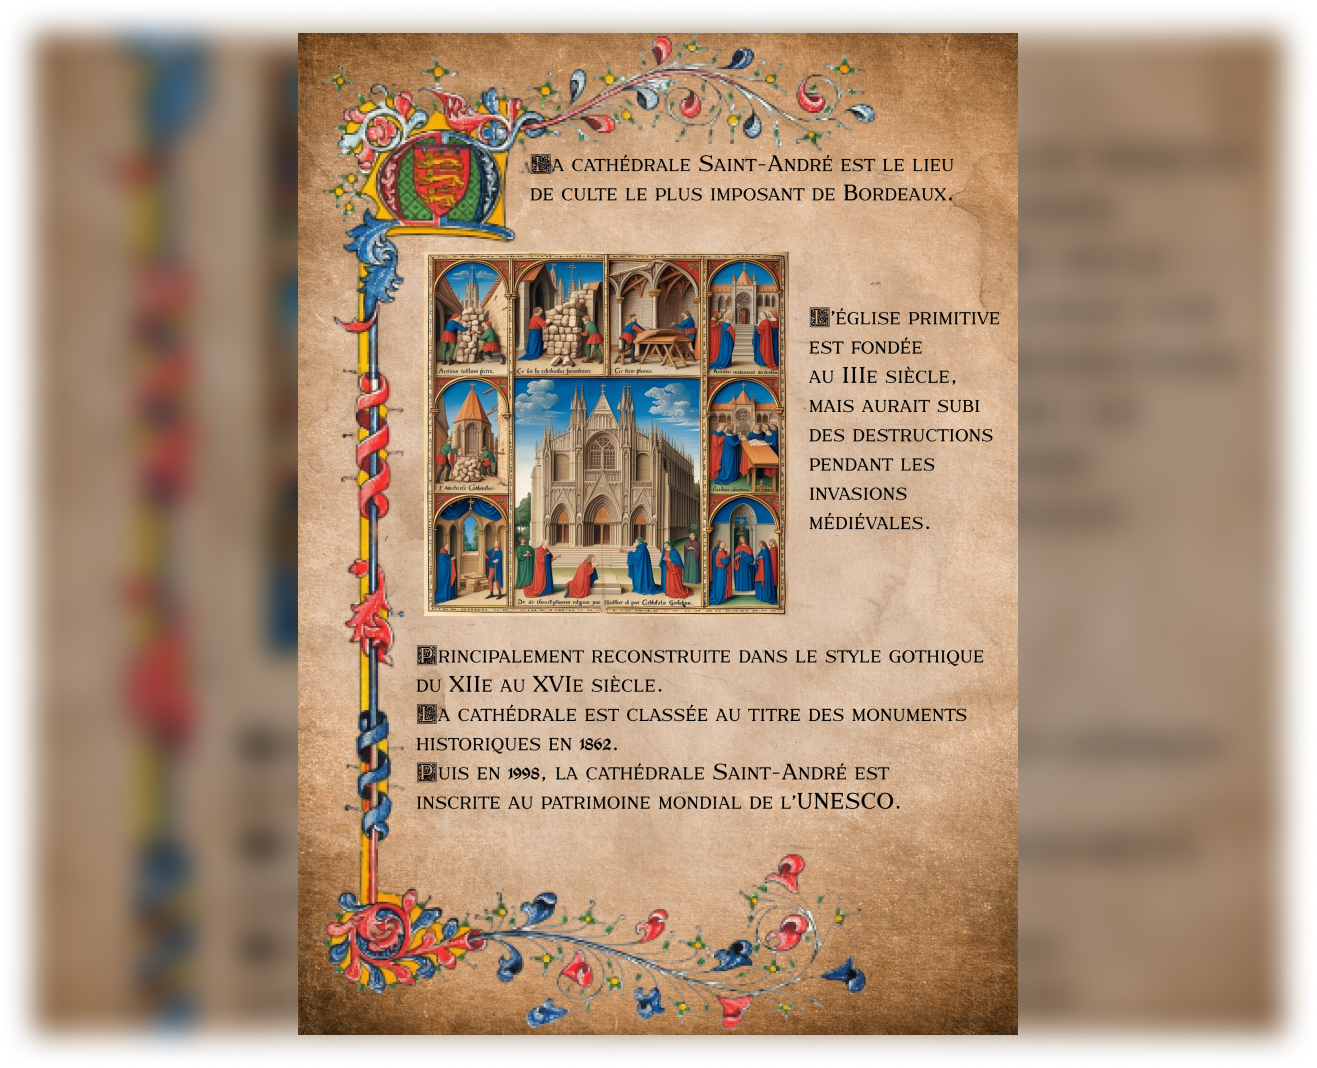 La cathédrale Saint-André est le lieu
de culte le plus imposant de Bordeaux.
L'église primitive
est fondée
au IIIe siècle,
mais aurait subi
des destructions
pendant les
invasions
médiévales.
Principalement reconstruite dans le style gothique
du XIIe au XVIe siècle.
La cathédrale est classée au titre des monuments
historiques en 1862.
Puis en 1998, la cathédrale Saint-André est
inscrite au patrimoine mondial de l'UNESCO.